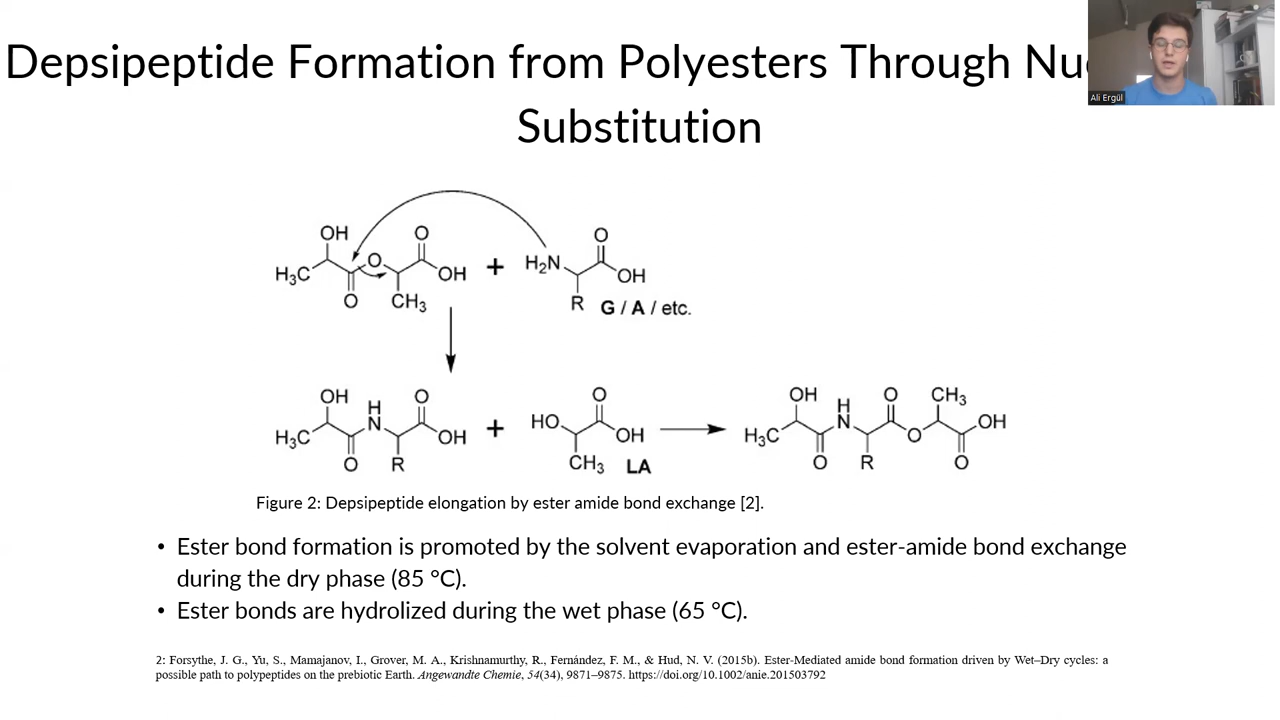 Depsipeptide Formation from Polyesters Through
Substitution
Ali Ergül
OH
O
H₃C
O
OH
O
CH₃
+
O
H₂N
OH
R
G / A / etc.
OH
H
N
O
H₃C
OH
O
R
+
O
HO
OH
CH₃
LA
OH
H
N
O
CH₃
OH
H₃C
O
O
R
O
Figure 2: Depsipeptide elongation by ester amide bond exchange [2].
• Ester bond formation is promoted by the solvent evaporation and ester-amide bond exchange
during the dry phase (85 °C).
• Ester bonds are hydrolized during the wet phase (65 °C).
2: Forsythe, J. G., Yu, S., Mamajanov, I., Grover, M. A., Krishnamurthy, R., Fernández, F. M., & Hud, N. V. (2015b). Ester-Mediated amide bond formation driven by Wet–Dry cycles: a
possible path to polypeptides on the prebiotic Earth. Angewandte Chemie, 54(34), 9871–9875. https://doi.org/10.1002/anie.201503792